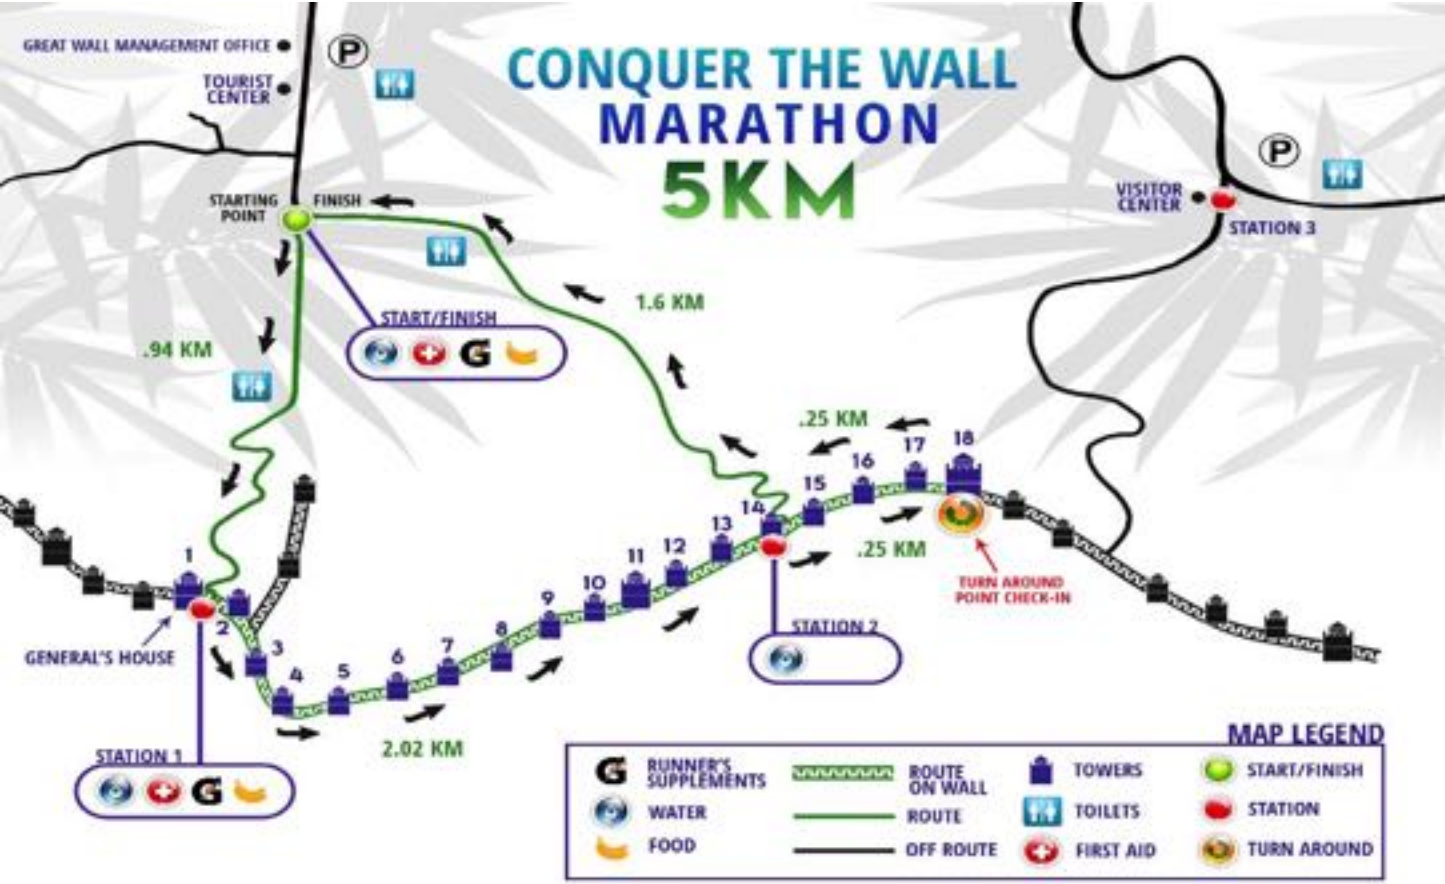 GREAT WALL MANAGEMENT OFFICE
P
TOURIST
CENTER
CONQUER THE WALL
MARATHON
5KM
P
VISITOR
CENTER
STATION 3
STARTING
POINT
FINISH
1.6 KM
START/FINISH
G
.94 KM
.25 KM
18
17
16
15
14
13
12
11
10
9
8
7
6
5
4
3
2
1
.25 KM
TURN AROUND
POINT CHECK-IN
GENERAL'S HOUSE
STATION 2
2.02 KM
STATION 1
G
MAP LEGEND
G
RUNNER'S
SUPPLEMENTS
WATER
FOOD
ROUTE
ON WALL
ROUTE
OFF ROUTE
TOWERS
TOILETS
FIRST AID
START/FINISH
STATION
TURN AROUND